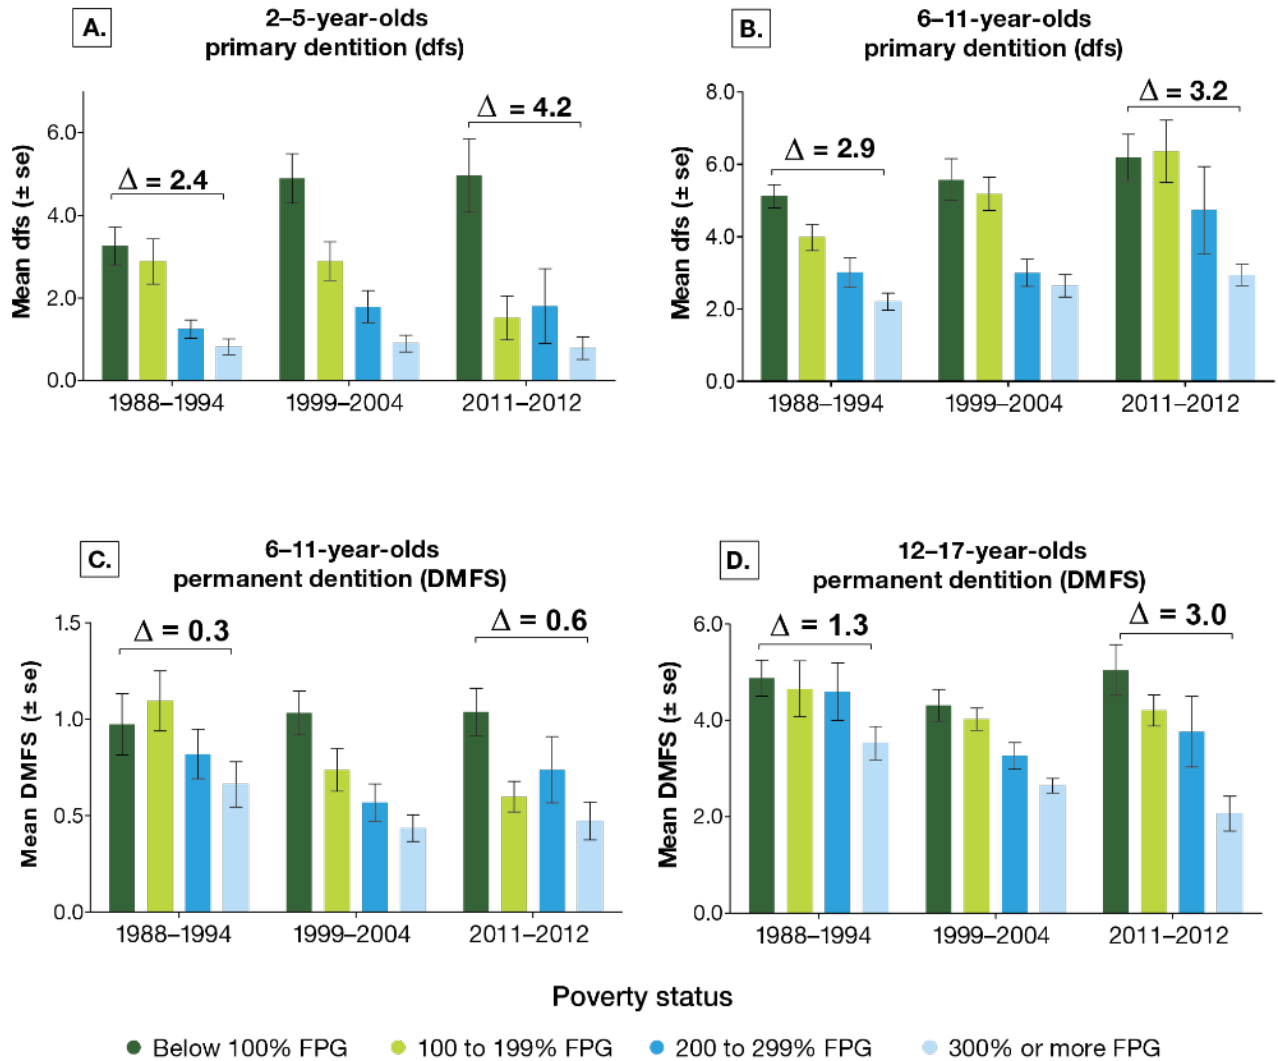 A.
2–5-year-olds
primary dentition (dfs)
Mean dfs (± se)
6.0
4.0
2.0
0.0
Δ = 2.4
Δ = 4.2
1988–1994
1999–2004
2011–2012
B.
6–11-year-olds
primary dentition (dfs)
Mean dfs (± se)
8.0
6.0
4.0
2.0
0.0
Δ = 2.9
Δ = 3.2
1988–1994
1999–2004
2011–2012
C.
6–11-year-olds
permanent dentition (DMFS)
Mean DMFS (± se)
1.5
1.0
0.5
0.0
Δ = 0.3
Δ = 0.6
1988–1994
1999–2004
2011–2012
D.
12–17-year-olds
permanent dentition (DMFS)
Mean DMFS (± se)
6.0
4.0
2.0
0.0
Δ = 1.3
Δ = 3.0
1988–1994
1999–2004
2011–2012
Poverty status
Below 100% FPG
100 to 199% FPG
200 to 299% FPG
300% or more FPG